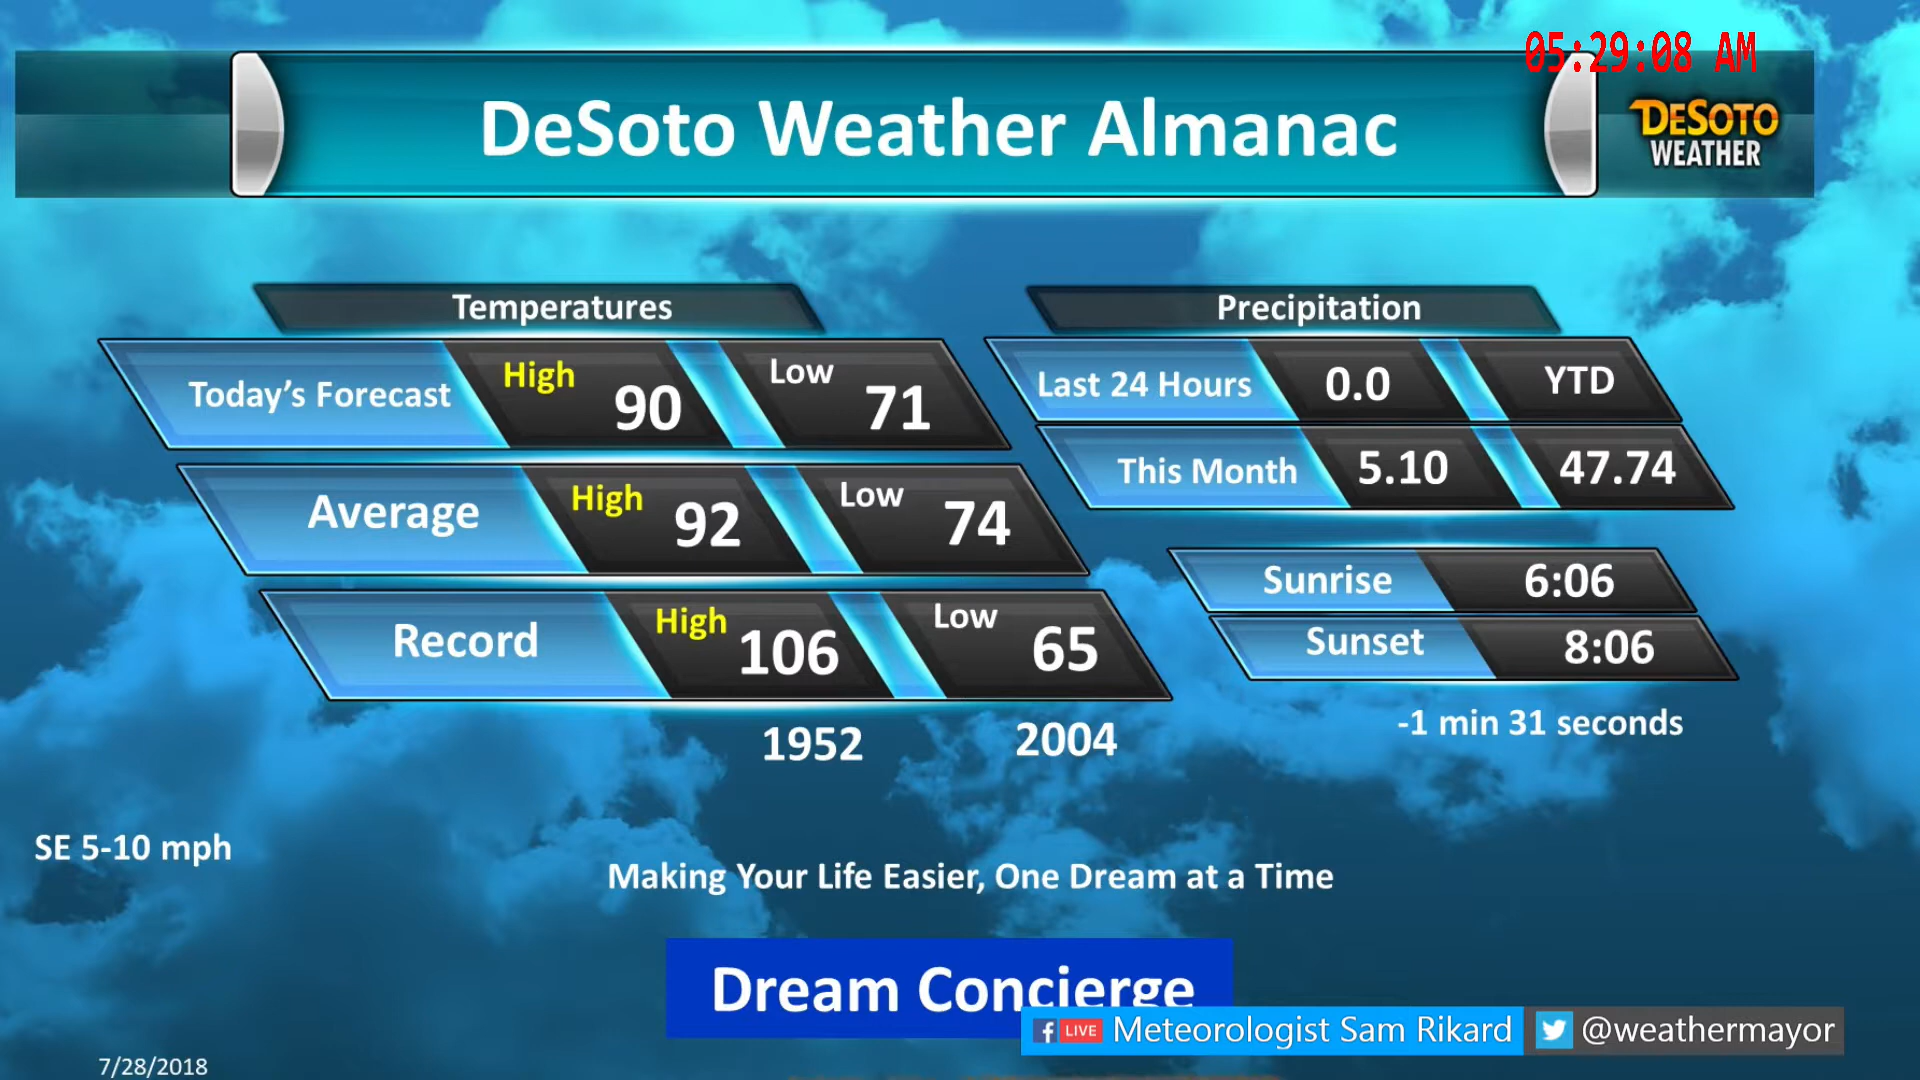 05:29:08 AM
DeSoto Weather Almanac
DESOTO
WEATHER
Temperatures
Today's Forecast High 90 Low 71
Average High 92 Low 74
Record High 106 Low 65
1952 2004
Precipitation
Last 24 Hours 0.0 YTD
This Month 5.10 47.74
Sunrise 6:06
Sunset 8:06
-1 min 31 seconds
SE 5-10 mph
Making Your Life Easier, One Dream at a Time
Dream Concierge
f LIVE Meteorologist Sam Rikard @weathermayor
7/28/2018